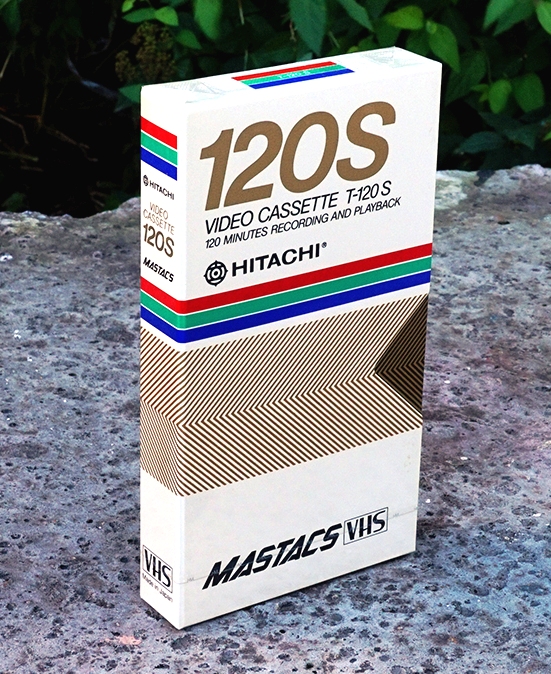 T-120 S
120S
VIDEO CASSETTE T-120 S
120 MINUTES RECORDING AND PLAYBACK
HITACHI®
MASTACS VHS
HITACHI
VIDEO
CASSETTE
120S
MASTACS
VHS
Made in Japan